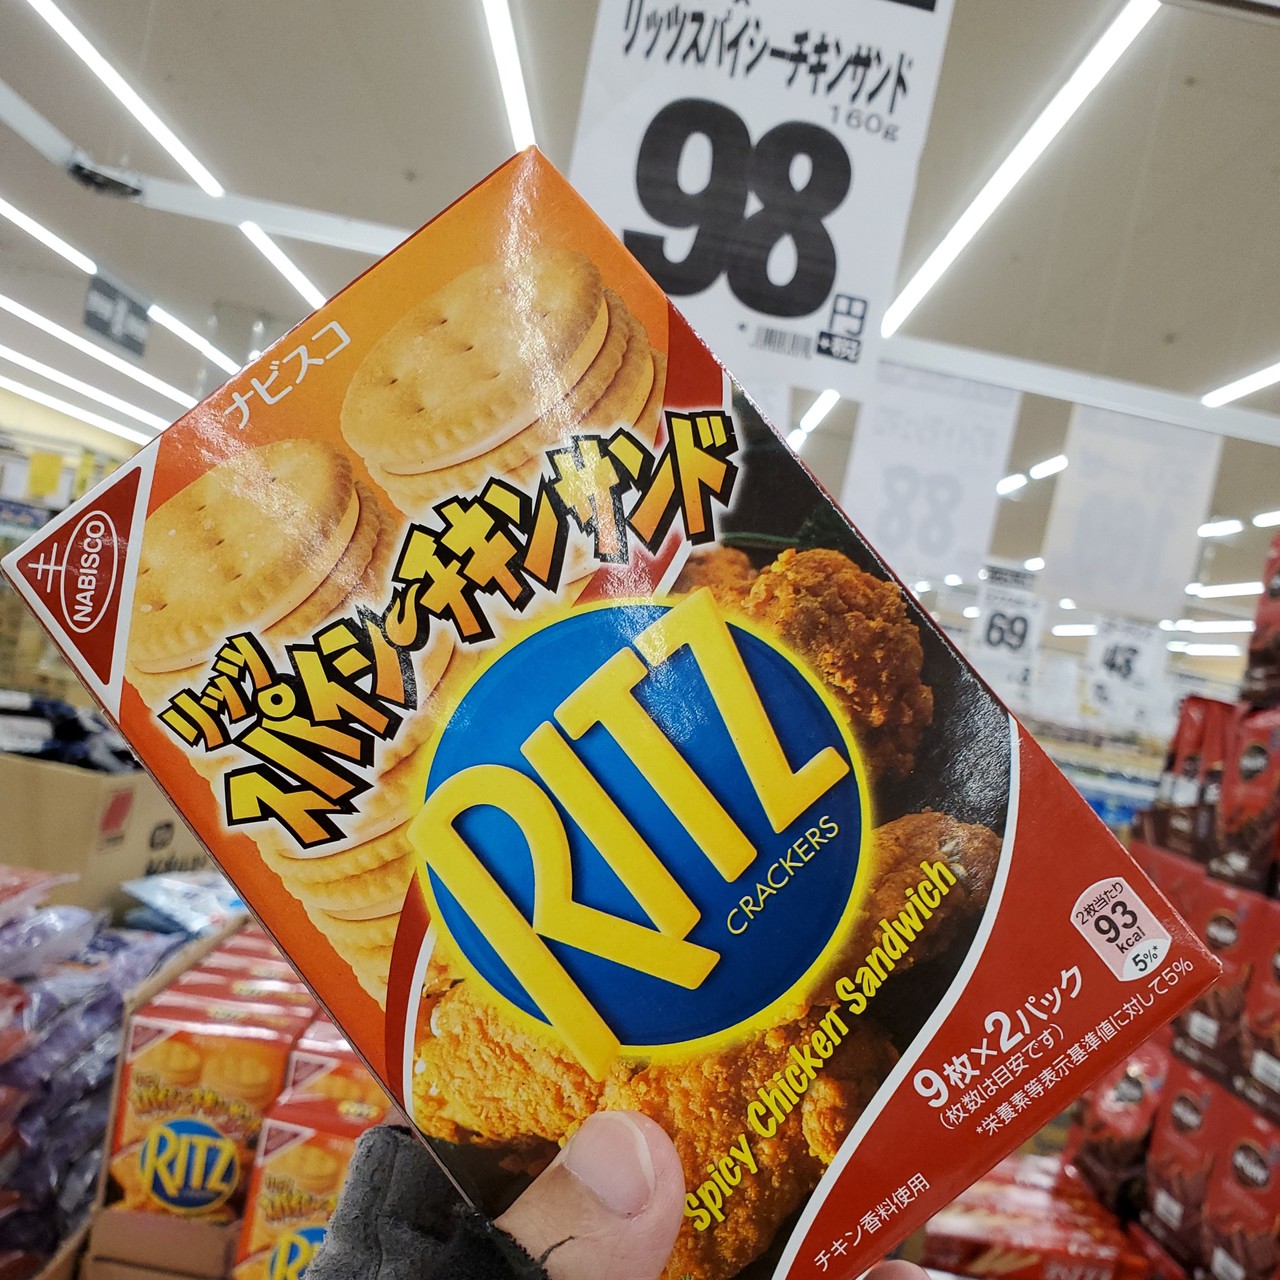 リッツスパイシーチキンサンド
160g
98
円
+税
ナビスコ
NABISCO
リッツ
スパイシーチキンサンド
RITZ
CRACKERS
Spicy Chicken Sandwich
2枚当たり
93
kcal
5%*
9枚×2パック
(枚数は目安です)
*栄養素等表示基準値に対して5%
チキン香料使用
88
69
48
RITZ